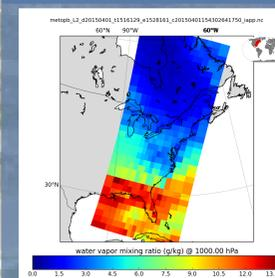 metopb_L2_d20150401_t1516129_e1528161_c20150401154302641750_iapp.nc
60°N 90°W 60°W
30°N
water vapor mixing ratio (g/kg) @ 1000.00 hPa
0.0 1.5 3.0 4.5 6.0 7.5 9.0 10.5 12.0 13.